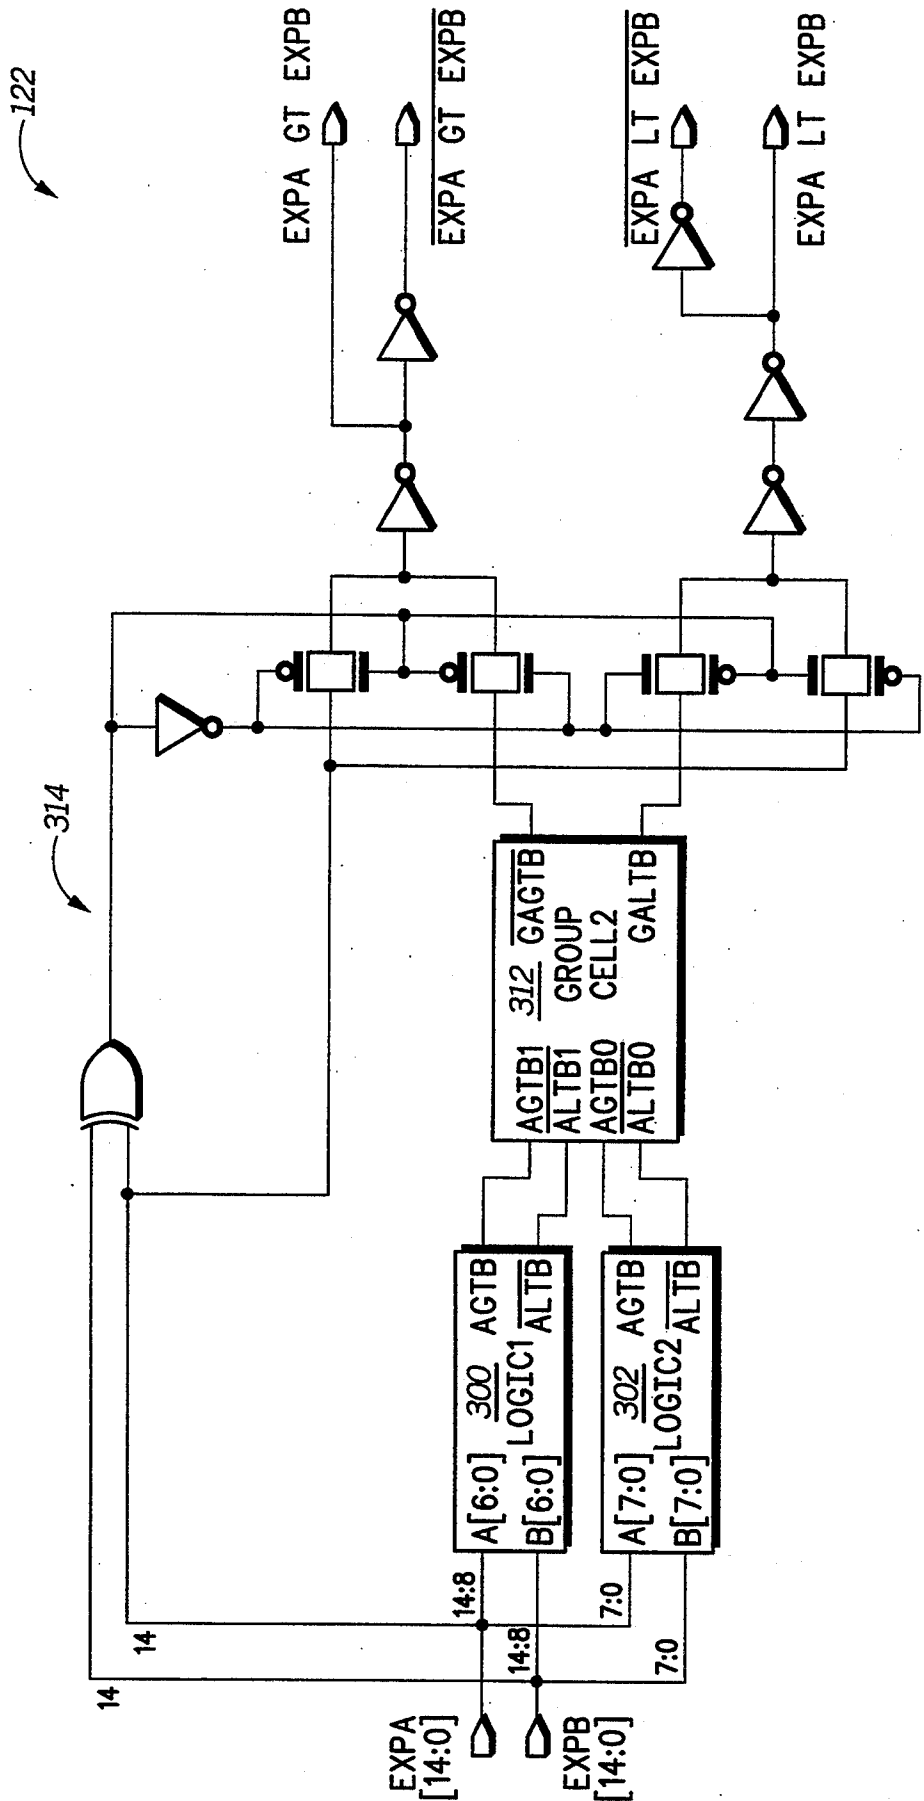 122
314
EXPA GT EXPB
EXPA GT EXPB
EXPA LT EXPB
EXPA LT EXPB
14
14
EXPA
[14:0]
EXPB
[14:0]
14:8
14:8
7:0
7:0
A[6:0] 300 AGTB
LOGIC1
B[6:0] ALTB
A[7:0] 302 AGTB
LOGIC2
B[7:0] ALTB
AGTB1 312 GAGTB
ALTB1 GROUP
AGTB0 CELL2
ALTB0 GALTB